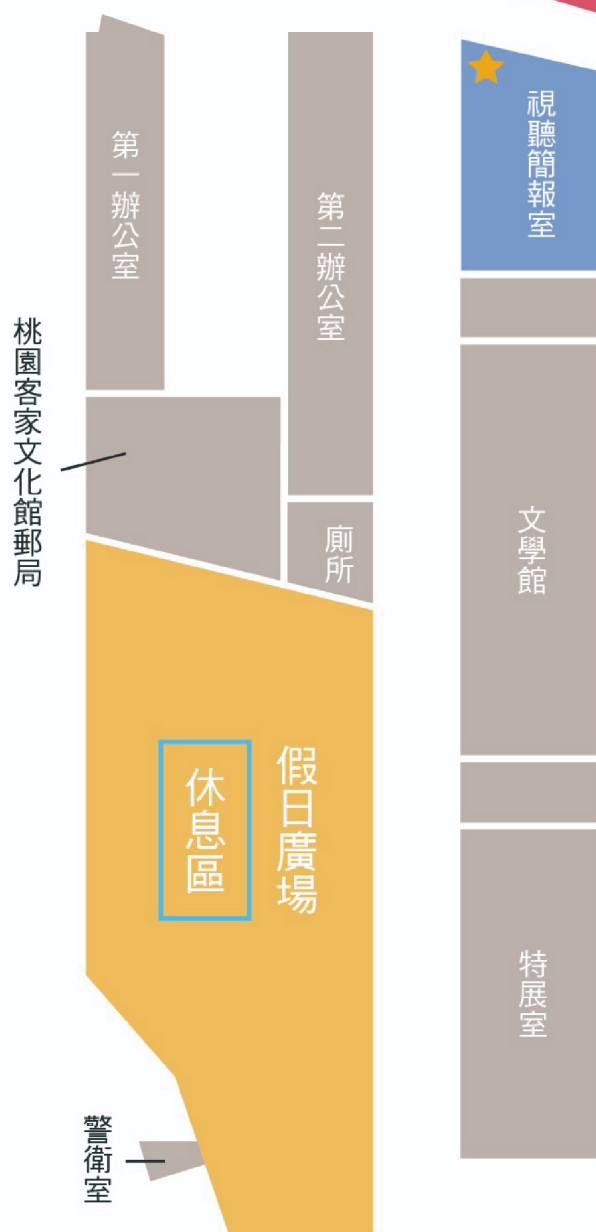 視聽簡報室
第一辦公室
第二辦公室
桃園客家文化館郵局
文學館
廁所
假日廣場
休息區
特展室
警衛室